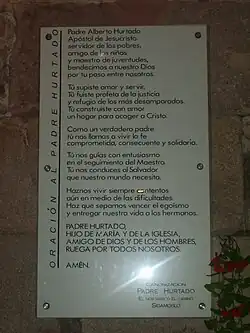 ORACIÓN AL PADRE HURTADO
Padre Alberto Hurtado
Apóstol de Jesucristo
servidor de los pobres,
amigo de los niños
y maestro de juventudes,
bendecimos a nuestro Dios
por tu paso entre nosotros.
Tú supiste amar y servir.
Tú fuiste profeta de la justicia
y refugio de los más desamparados.
Tú construiste con amor
un hogar para acoger a Cristo.
Como un verdadero padre
tú nos llamas a vivir la fe
comprometida, consecuente y solidaria.
Tú nos guías con entusiasmo
en el seguimiento del Maestro.
Tú nos conduces al Salvador
que nuestro mundo necesita.
Haznos vivir siempre contentos
aún en medio de las dificultades.
Haz que sepamos vencer el egoísmo
y entregar nuestra vida a los hermanos.
PADRE HURTADO,
HIJO DE MARÍA Y DE LA IGLESIA,
AMIGO DE DIOS Y DE LOS HOMBRES,
RUEGA POR TODOS NOSOTROS.
AMÉN.
PADRE HURTADO